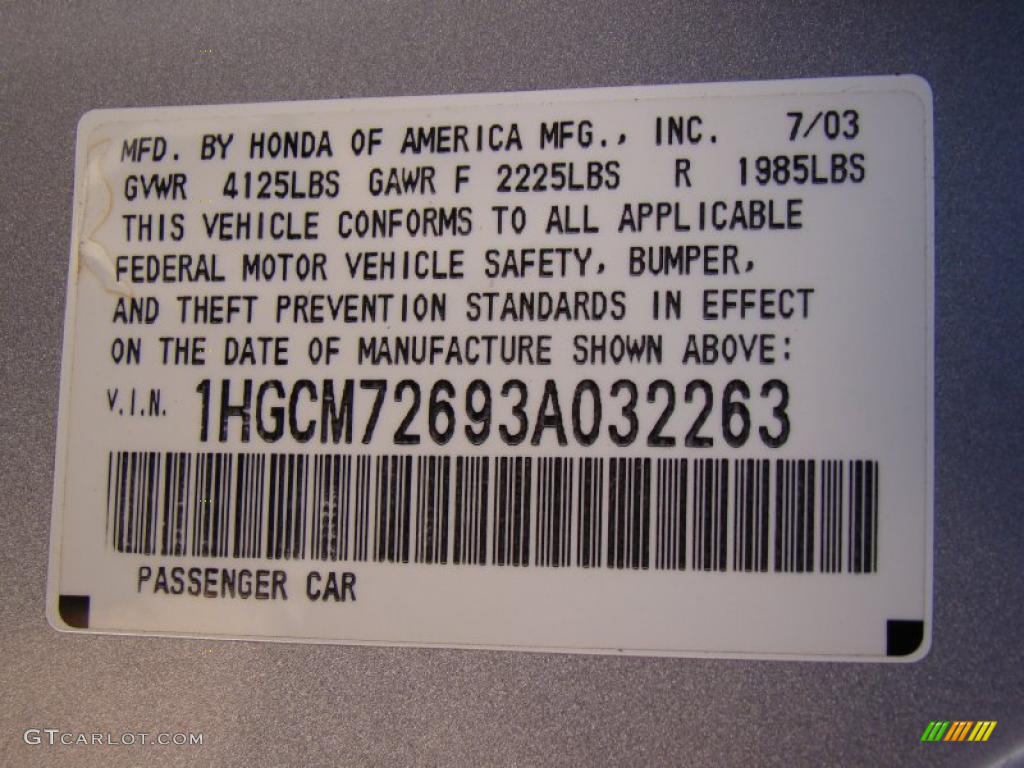 MFD. BY HONDA OF AMERICA MFG., INC. 7/03
GVWR 4125LBS GAWR F 2225LBS R 1985LBS
THIS VEHICLE CONFORMS TO ALL APPLICABLE
FEDERAL MOTOR VEHICLE SAFETY, BUMPER,
AND THEFT PREVENTION STANDARDS IN EFFECT
ON THE DATE OF MANUFACTURE SHOWN ABOVE:
V.I.N. 1HGCM72693A032263
PASSENGER CAR
GTCARLOT.COM